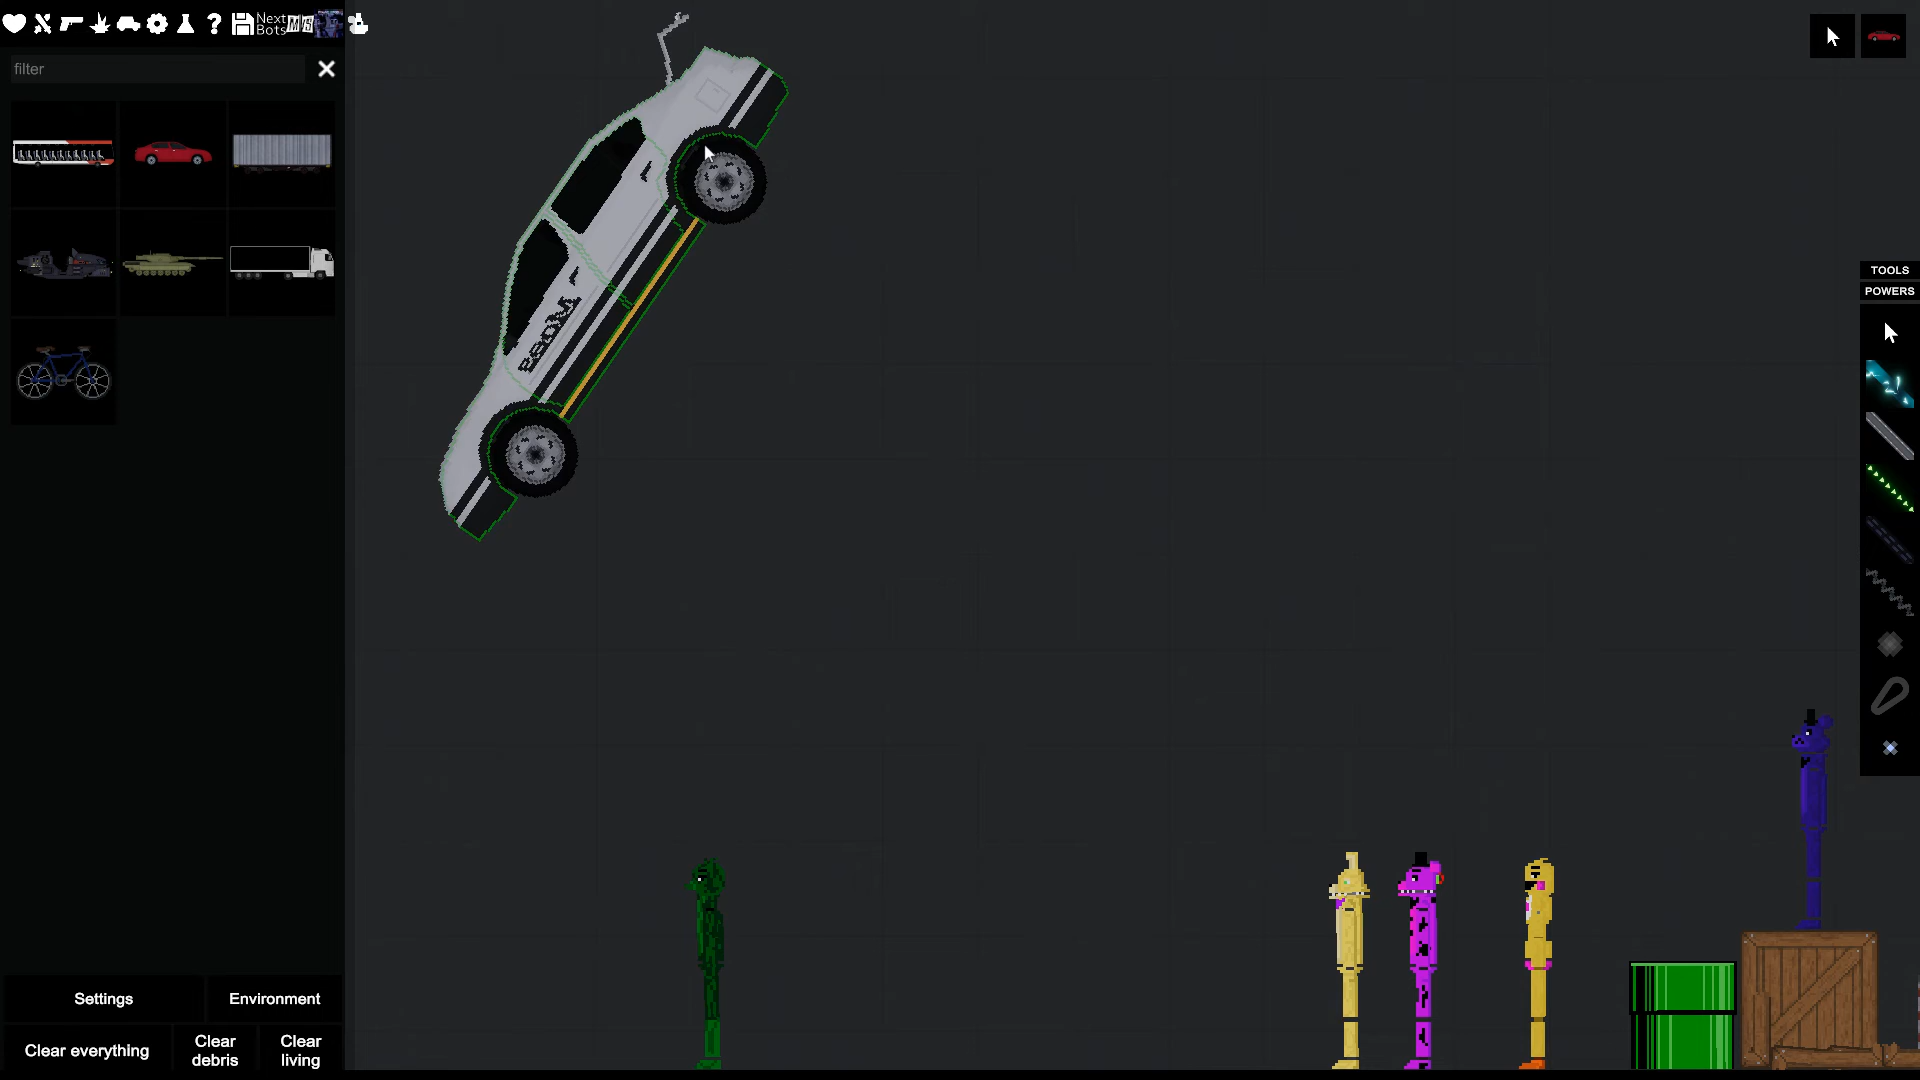 Next
Bots
filter
TOOLS
POWERS
Settings
Environment
Clear everything
Clear
debris
Clear
living